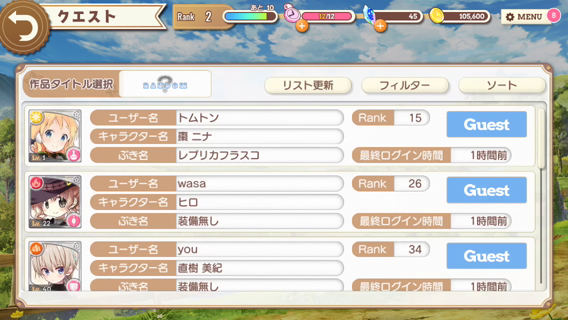 クエスト
Rank 2
あと 10
12/12
45
105,600
MENU 8
作品タイトル選択
RANDOM
リスト更新
フィルター
ソート
ユーザー名 トムトン Rank 15
Guest
キャラクター名 棗 ニナ
ぶき名 レプリカフラスコ 最終ログイン時間 1時間前
Lv. 1
ユーザー名 wasa Rank 26
Guest
キャラクター名 ヒロ
ぶき名 装備無し 最終ログイン時間 1時間前
Lv. 22
ユーザー名 you Rank 34
Guest
キャラクター名 直樹 美紀
ぶき名 装備無し 最終ログイン時間 1時間前
Lv. 40